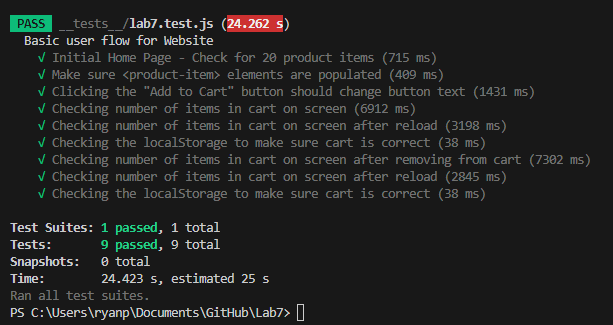 PASS __tests__/lab7.test.js (24.262 s)
Basic user flow for Website
√ Initial Home Page - Check for 20 product items (715 ms)
√ Make sure <product-item> elements are populated (409 ms)
√ Clicking the "Add to Cart" button should change button text (1431 ms)
√ Checking number of items in cart on screen (6912 ms)
√ Checking number of items in cart on screen after reload (3198 ms)
√ Checking the localStorage to make sure cart is correct (38 ms)
√ Checking number of items in cart on screen after removing from cart (7302 ms)
√ Checking number of items in cart on screen after reload (2845 ms)
√ Checking the localStorage to make sure cart is correct (38 ms)
Test Suites: 1 passed, 1 total
Tests: 9 passed, 9 total
Snapshots: 0 total
Time: 24.423 s, estimated 25 s
Ran all test suites.
PS C:\Users\ryanp\Documents\GitHub\Lab7>